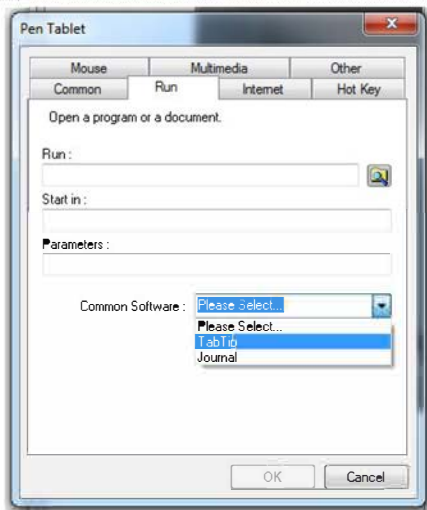 Pen Tablet
Mouse Multimedia Other
Common Run Internet Hot Key
Open a program or a document.
Run :
Start in :
Parameters :
Common Software : Please Select...
Please Select...
TabTip
Journal
OK Cancel